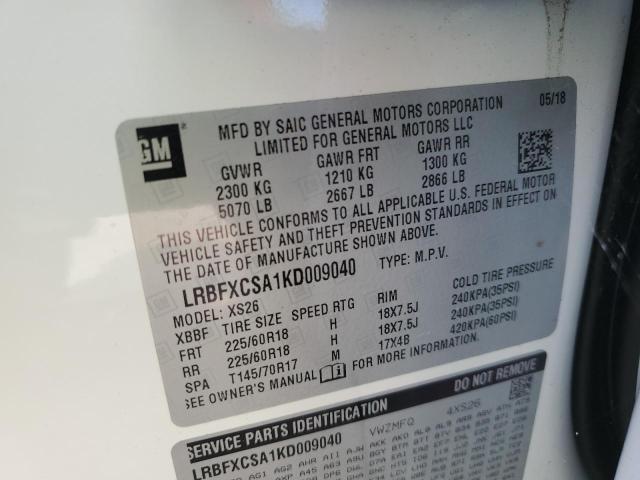 05/18
GM
MFD BY SAIC GENERAL MOTORS CORPORATION
LIMITED FOR GENERAL MOTORS LLC
GVWR GAWR FRT GAWR RR
2300 KG 1210 KG 1300 KG
5070 LB 2667 LB 2866 LB
THIS VEHICLE CONFORMS TO ALL APPLICABLE U.S. FEDERAL MOTOR
VEHICLE SAFETY AND THEFT PREVENTION STANDARDS IN EFFECT ON
THE DATE OF MANUFACTURE SHOWN ABOVE.
LRBFXCSA1KD009040 TYPE: M.P.V.
MODEL: XS26
XBBF TIRE SIZE SPEED RTG RIM COLD TIRE PRESSURE
FRT 225/60R18 H 18X7.5J 240KPA(35PSI)
RR 225/60R18 H 18X7.5J 240KPA(35PSI)
SPA T145/70R17 M 17X4B 420KPA(60PSI)
SEE OWNER'S MANUAL FOR MORE INFORMATION.
SERVICE PARTS IDENTIFICATION DO NOT REMOVE
LRBFXCSA1KD009040 VWZMFQ 4XS26